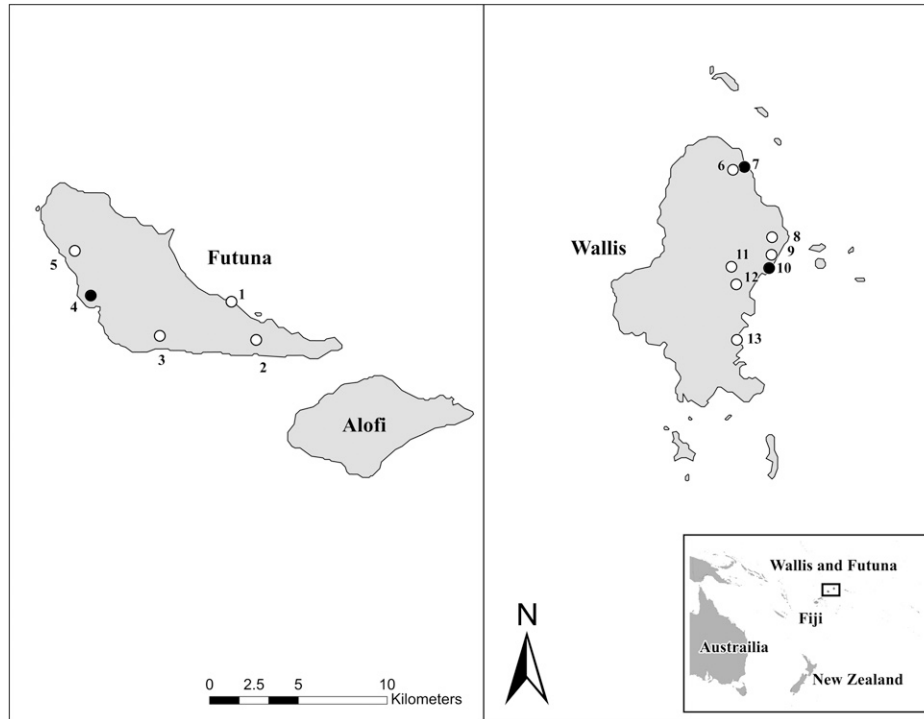 Futuna
5
1
4
3
2
Alofi
0 2.5 5 10
Kilometers
6
7
Wallis
8
9
11
10
12
13
N
Wallis and Futuna
Fiji
Austrailia
New Zealand